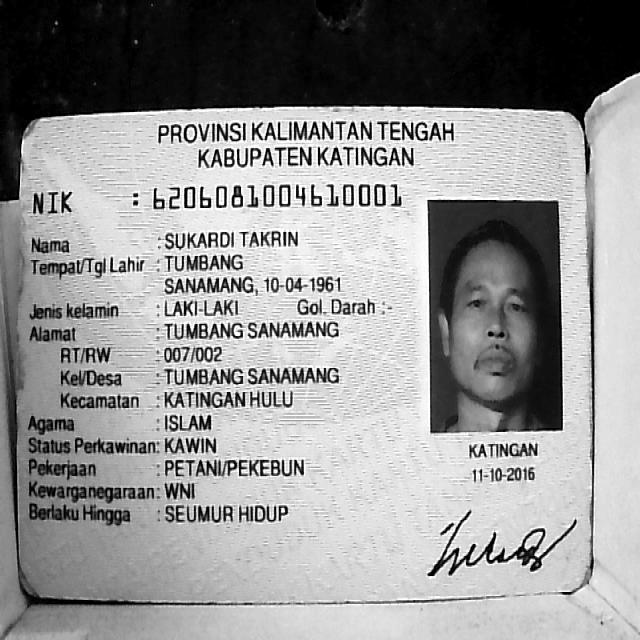 PROVINSI KALIMANTAN TENGAH
KABUPATEN KATINGAN
NIK : 6206081004610001
Nama : SUKARDI TAKRIN
Tempat/Tgl Lahir : TUMBANG
SANAMANG, 10-04-1961
Jenis kelamin : LAKI-LAKI Gol. Darah :-
Alamat : TUMBANG SANAMANG
RT/RW : 007/002
Kel/Desa : TUMBANG SANAMANG
Kecamatan : KATINGAN HULU
Agama : ISLAM
Status Perkawinan: KAWIN
Pekerjaan : PETANI/PEKEBUN
Kewarganegaraan: WNI
Berlaku Hingga : SEUMUR HIDUP
KATINGAN
11-10-2016